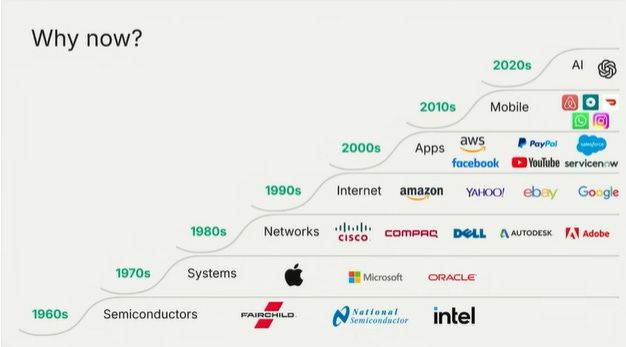 Why now?
2020s AI
2010s Mobile
2000s Apps aws PayPal salesforce
facebook YouTube servicenow
1990s Internet amazon YAHOO! ebay Google
1980s Networks CISCO COMPAQ DELL AUTODESK Adobe
1970s Systems Microsoft ORACLE
1960s Semiconductors FAIRCHILD National Semiconductor intel